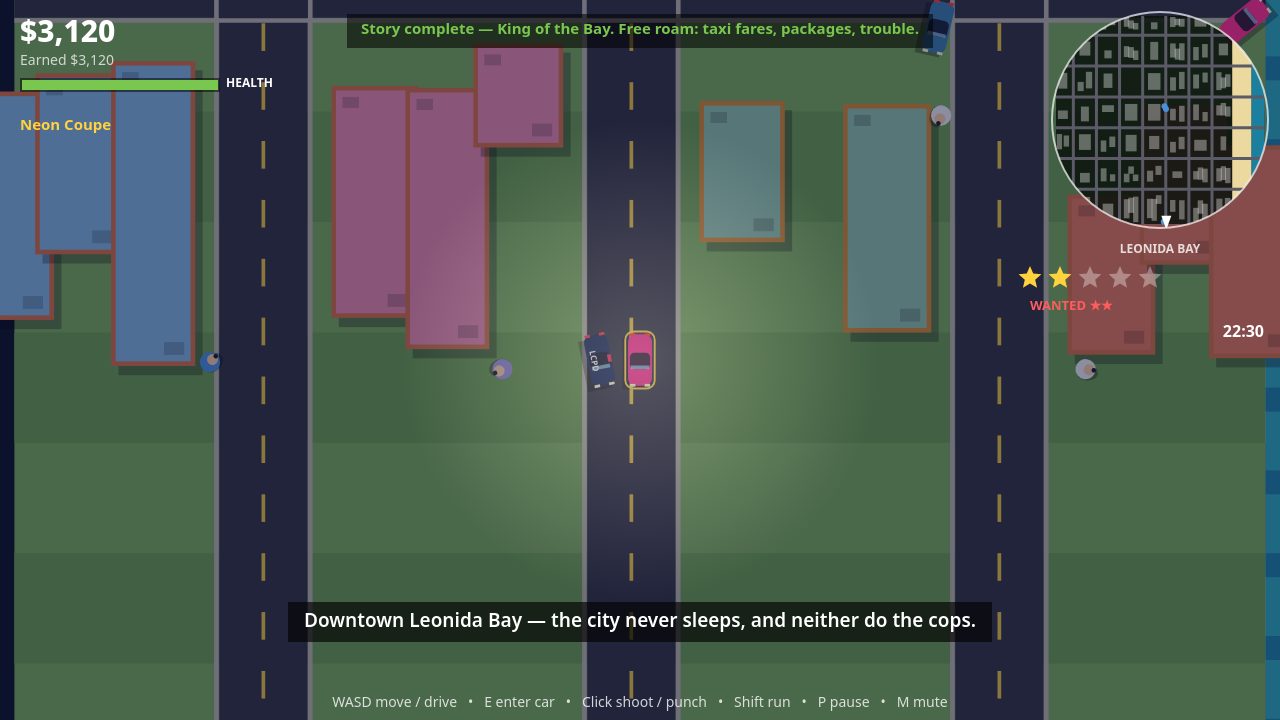 $3,120
Earned $3,120
HEALTH
Neon Coupe
Story complete — King of the Bay. Free roam: taxi fares, packages, trouble.
LEONIDA BAY
WANTED ★★
22:30
LCPD
Downtown Leonida Bay — the city never sleeps, and neither do the cops.
WASD move / drive • E enter car • Click shoot / punch • Shift run • P pause • M mute